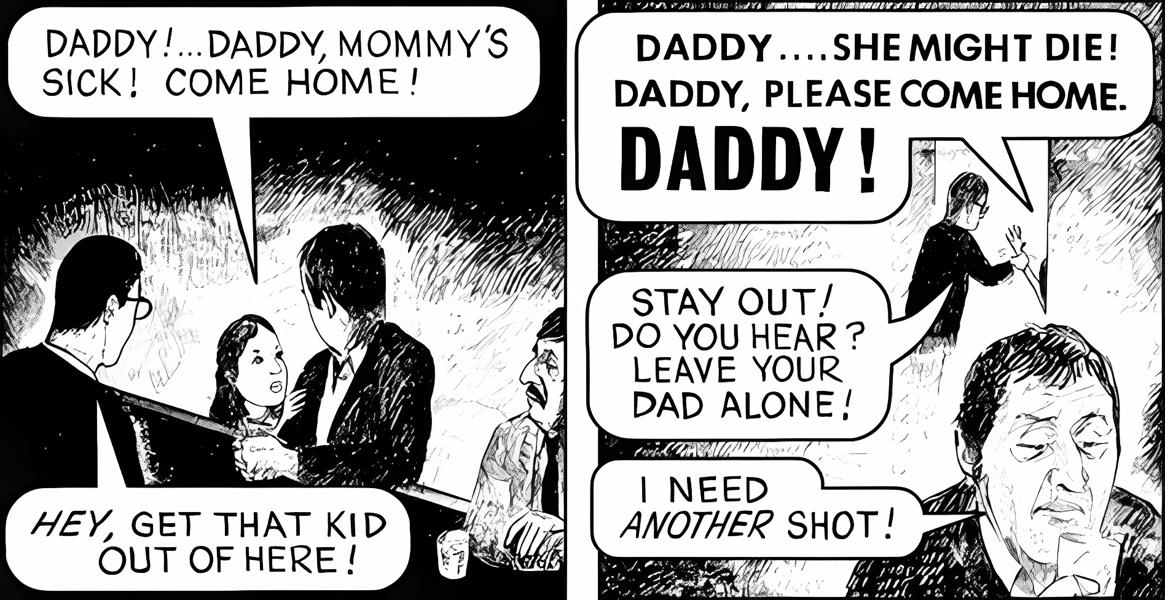 DADDY!...DADDY, MOMMY'S
SICK! COME HOME!
HEY, GET THAT KID
OUT OF HERE!
DADDY....SHE MIGHT DIE!
DADDY, PLEASE COME HOME.
DADDY!
STAY OUT!
DO YOU HEAR?
LEAVE YOUR
DAD ALONE!
I NEED
ANOTHER SHOT!